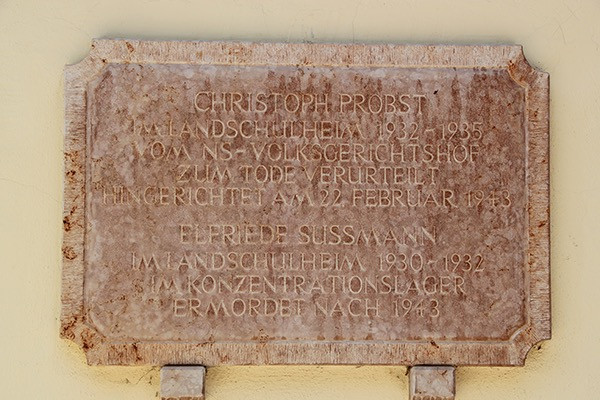 CHRISTOPH PROBST
IM LANDSCHULHEIM 1932 - 1935
VOM NS-VOLKSGERICHTSHOF
ZUM TODE VERURTEILT
HINGERICHTET AM 22. FEBRUAR 1943
ELFRIEDE SUSSMANN
IM LANDSCHULHEIM 1930 - 1932
IM KONZENTRATIONSLAGER
ERMORDET NACH 1943